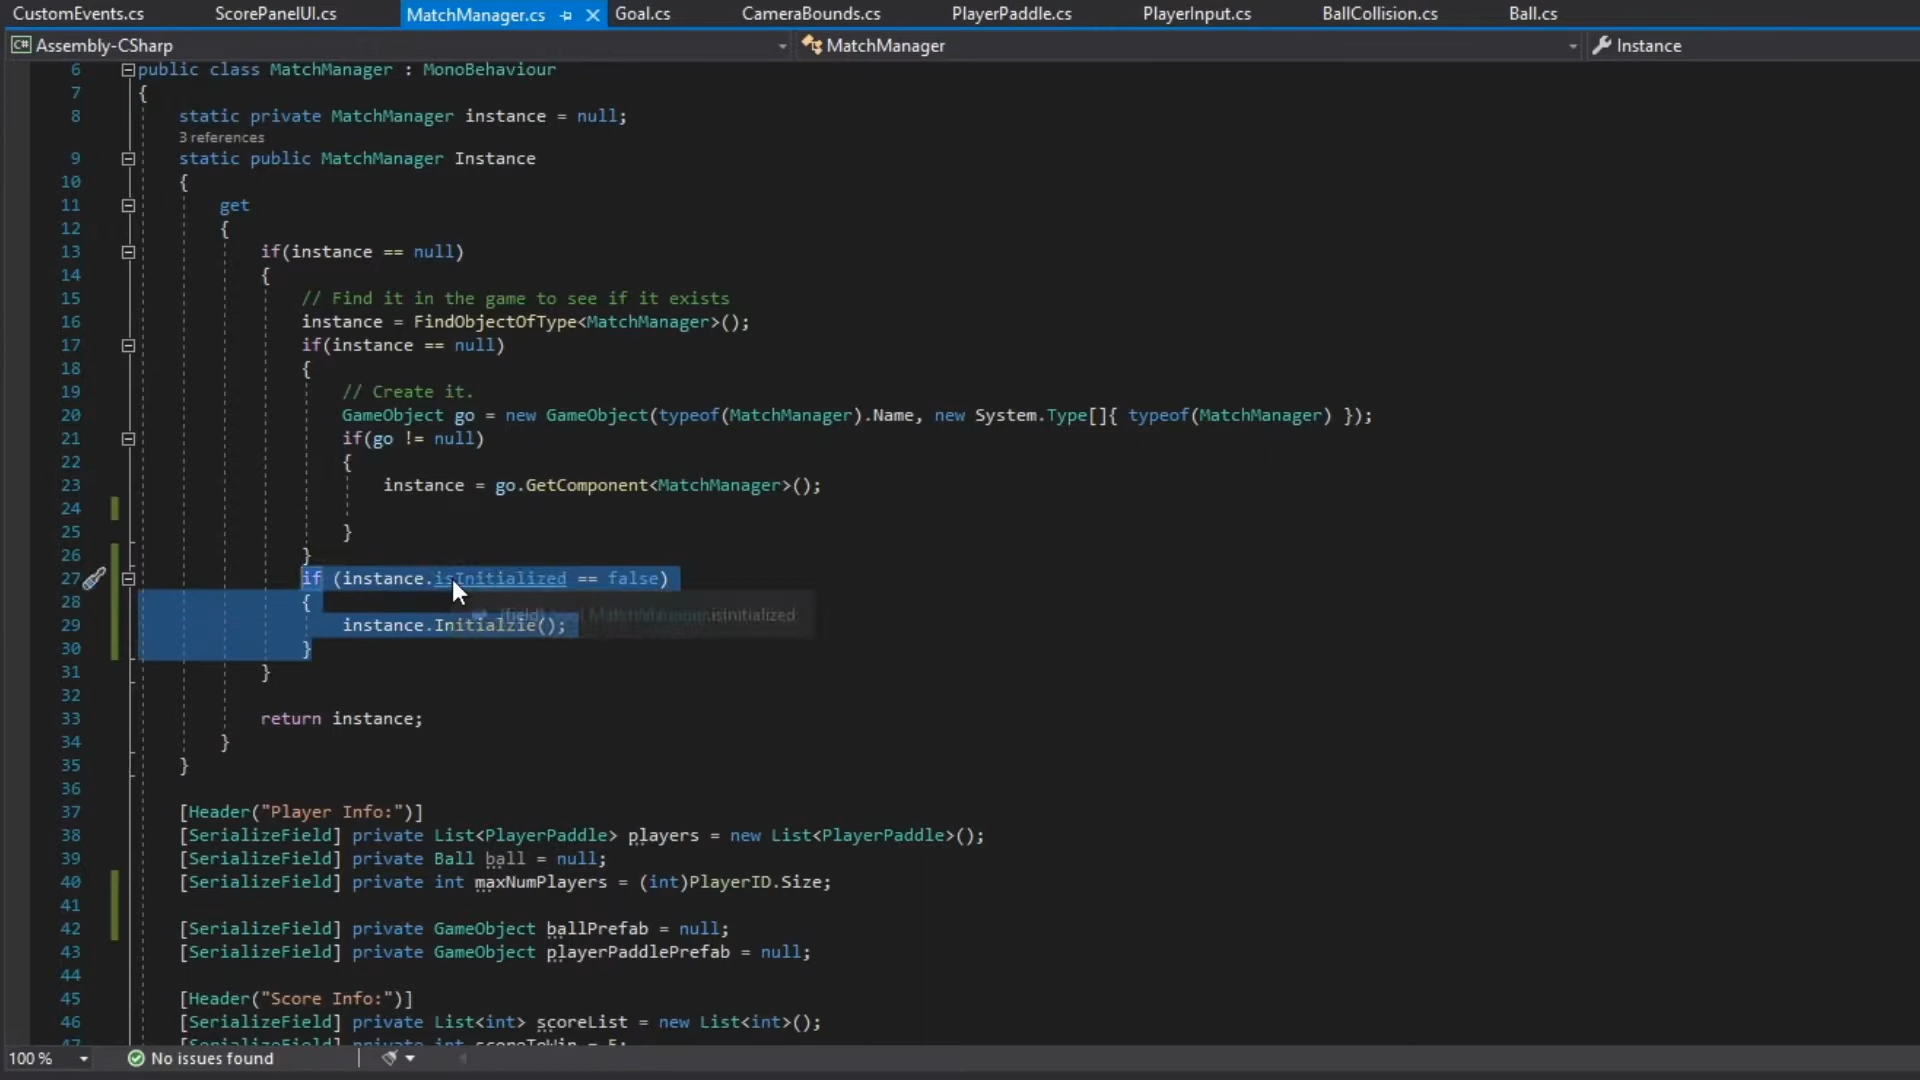 CustomEvents.cs ScorePanelUI.cs MatchManager.cs Goal.cs CameraBounds.cs PlayerPaddle.cs PlayerInput.cs BallCollision.cs Ball.cs
C# Assembly-CSharp MatchManager Instance
6 public class MatchManager : MonoBehaviour
7 {
8 static private MatchManager instance = null;
3 references
9 static public MatchManager Instance
10 {
11 get
12 {
13 if(instance == null)
14 {
15 // Find it in the game to see if it exists
16 instance = FindObjectOfType<MatchManager>();
17 if(instance == null)
18 {
19 // Create it.
20 GameObject go = new GameObject(typeof(MatchManager).Name, new System.Type[]{ typeof(MatchManager) });
21 if(go != null)
22 {
23 instance = go.GetComponent<MatchManager>();
24
25 }
26 }
27 if (instance.isInitialized == false)
28 {
(field) MatchManager.isInitialized
29 instance.Initialzie();
30 }
31 }
32
33 return instance;
34 }
35 }
36
37 [Header("Player Info:")]
38 [SerializeField] private List<PlayerPaddle> players = new List<PlayerPaddle>();
39 [SerializeField] private Ball ball = null;
40 [SerializeField] private int maxNumPlayers = (int)PlayerID.Size;
41
42 [SerializeField] private GameObject ballPrefab = null;
43 [SerializeField] private GameObject playerPaddlePrefab = null;
44
45 [Header("Score Info:")]
46 [SerializeField] private List<int> scoreList = new List<int>();
47 [SerializeField] private int scoreToWin = 5;
100 % No issues found